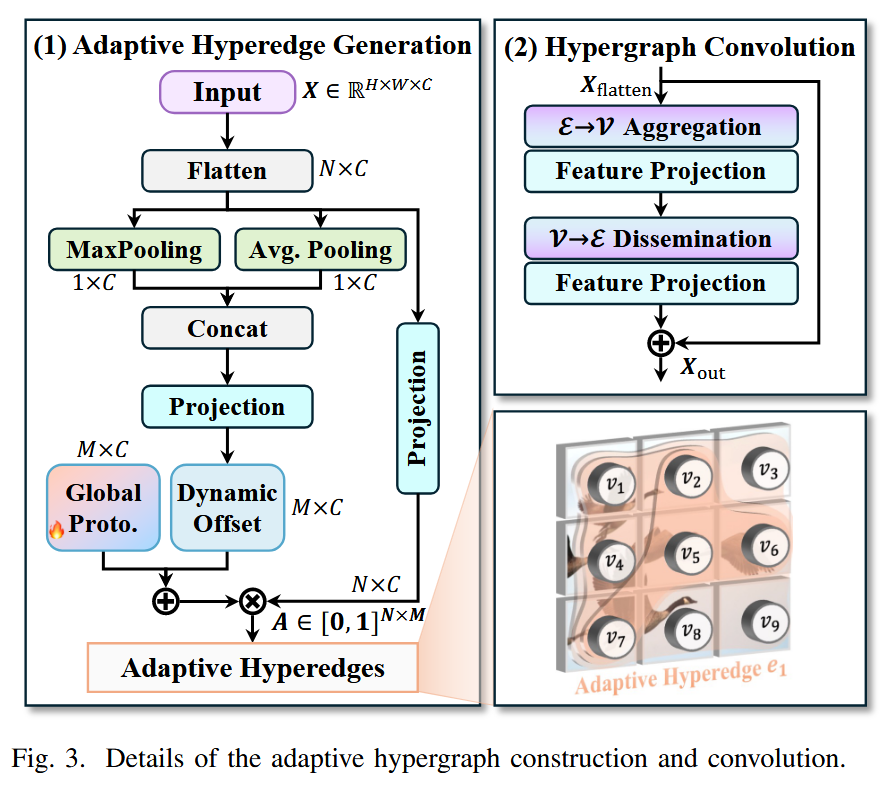 (1) Adaptive Hyperedge Generation
Input
X ∈ ℝ^{H×W×C}
Flatten
N×C
MaxPooling
Avg. Pooling
1×C
1×C
Concat
Projection
Projection
M×C
Global
Proto.
Dynamic
Offset
M×C
N×C
A ∈ [0,1]^{N×M}
Adaptive Hyperedges
(2) Hypergraph Convolution
X_flatten
ℰ→𝒱 Aggregation
Feature Projection
𝒱→ℰ Dissemination
Feature Projection
X_out
v₁
v₂
v₃
v₄
v₅
v₆
v₇
v₈
v₉
Adaptive Hyperedge e₁
Fig. 3. Details of the adaptive hypergraph construction and convolution.